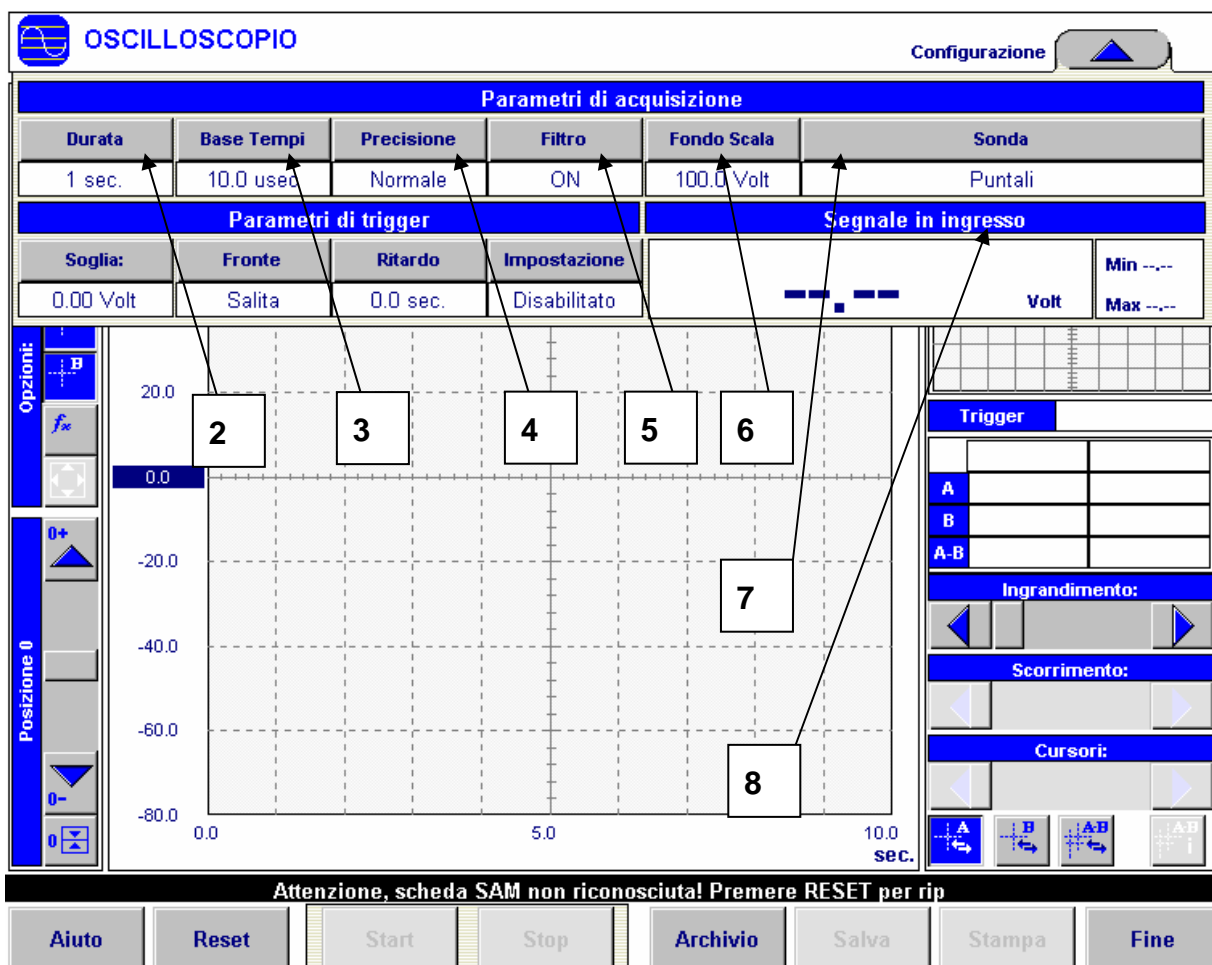 OSCILLOSCOPIO
Configurazione
Parametri di acquisizione
Durata Base Tempi Precisione Filtro Fondo Scala Sonda
1 sec. 10.0 usec Normale ON 100.0 Volt Puntali
Parametri di trigger Segnale in ingresso
Soglia: Fronte Ritardo Impostazione
0.00 Volt Salita 0.0 sec. Disabilitato
--.-- Volt
Min --.--
Max --.--
Opzioni:
B
fx
20.0
0.0
-20.0
-40.0
-60.0
-80.0
0.0 5.0 10.0
sec.
2 3 4 5 6
7
8
Posizione 0
0+
0-
0
Trigger
A
B
A-B
Ingrandimento:
Scorrimento:
Cursori:
A B A-B A-B i
Attenzione, scheda SAM non riconosciuta! Premere RESET per rip
Aiuto Reset Start Stop Archivio Salva Stampa Fine